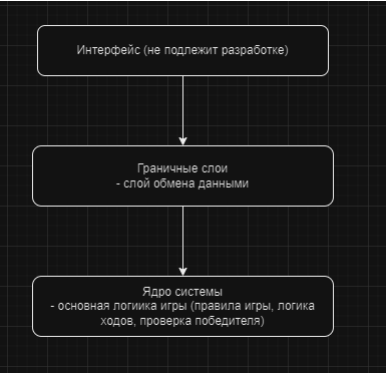 Интерфейс (не подлежит разработке)
Граничные слои
- слой обмена данными
Ядро системы
- основная логиика игры (правила игры, логика
ходов, проверка победителя)